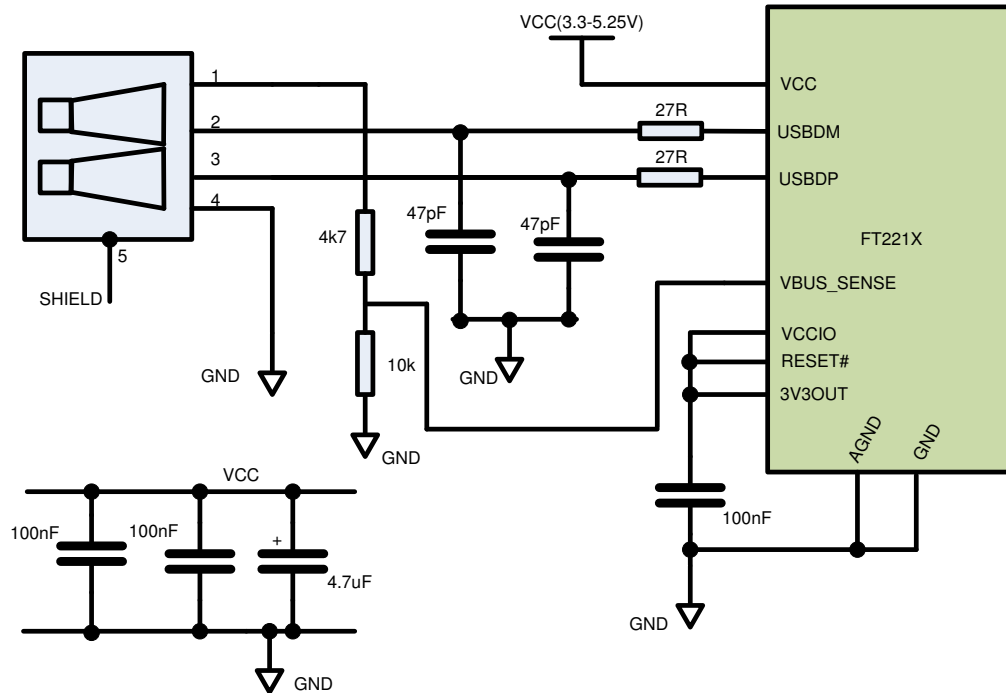 VCC(3.3-5.25V)
1
VCC
27R
2
USBDM
27R
3
USBDP
4
47pF
47pF
4k7
FT221X
5
SHIELD
VBUS_SENSE
VCCIO
RESET#
10k
GND
GND
3V3OUT
GND
AGND
GND
VCC
100nF
100nF
100nF
+
4.7uF
GND
GND